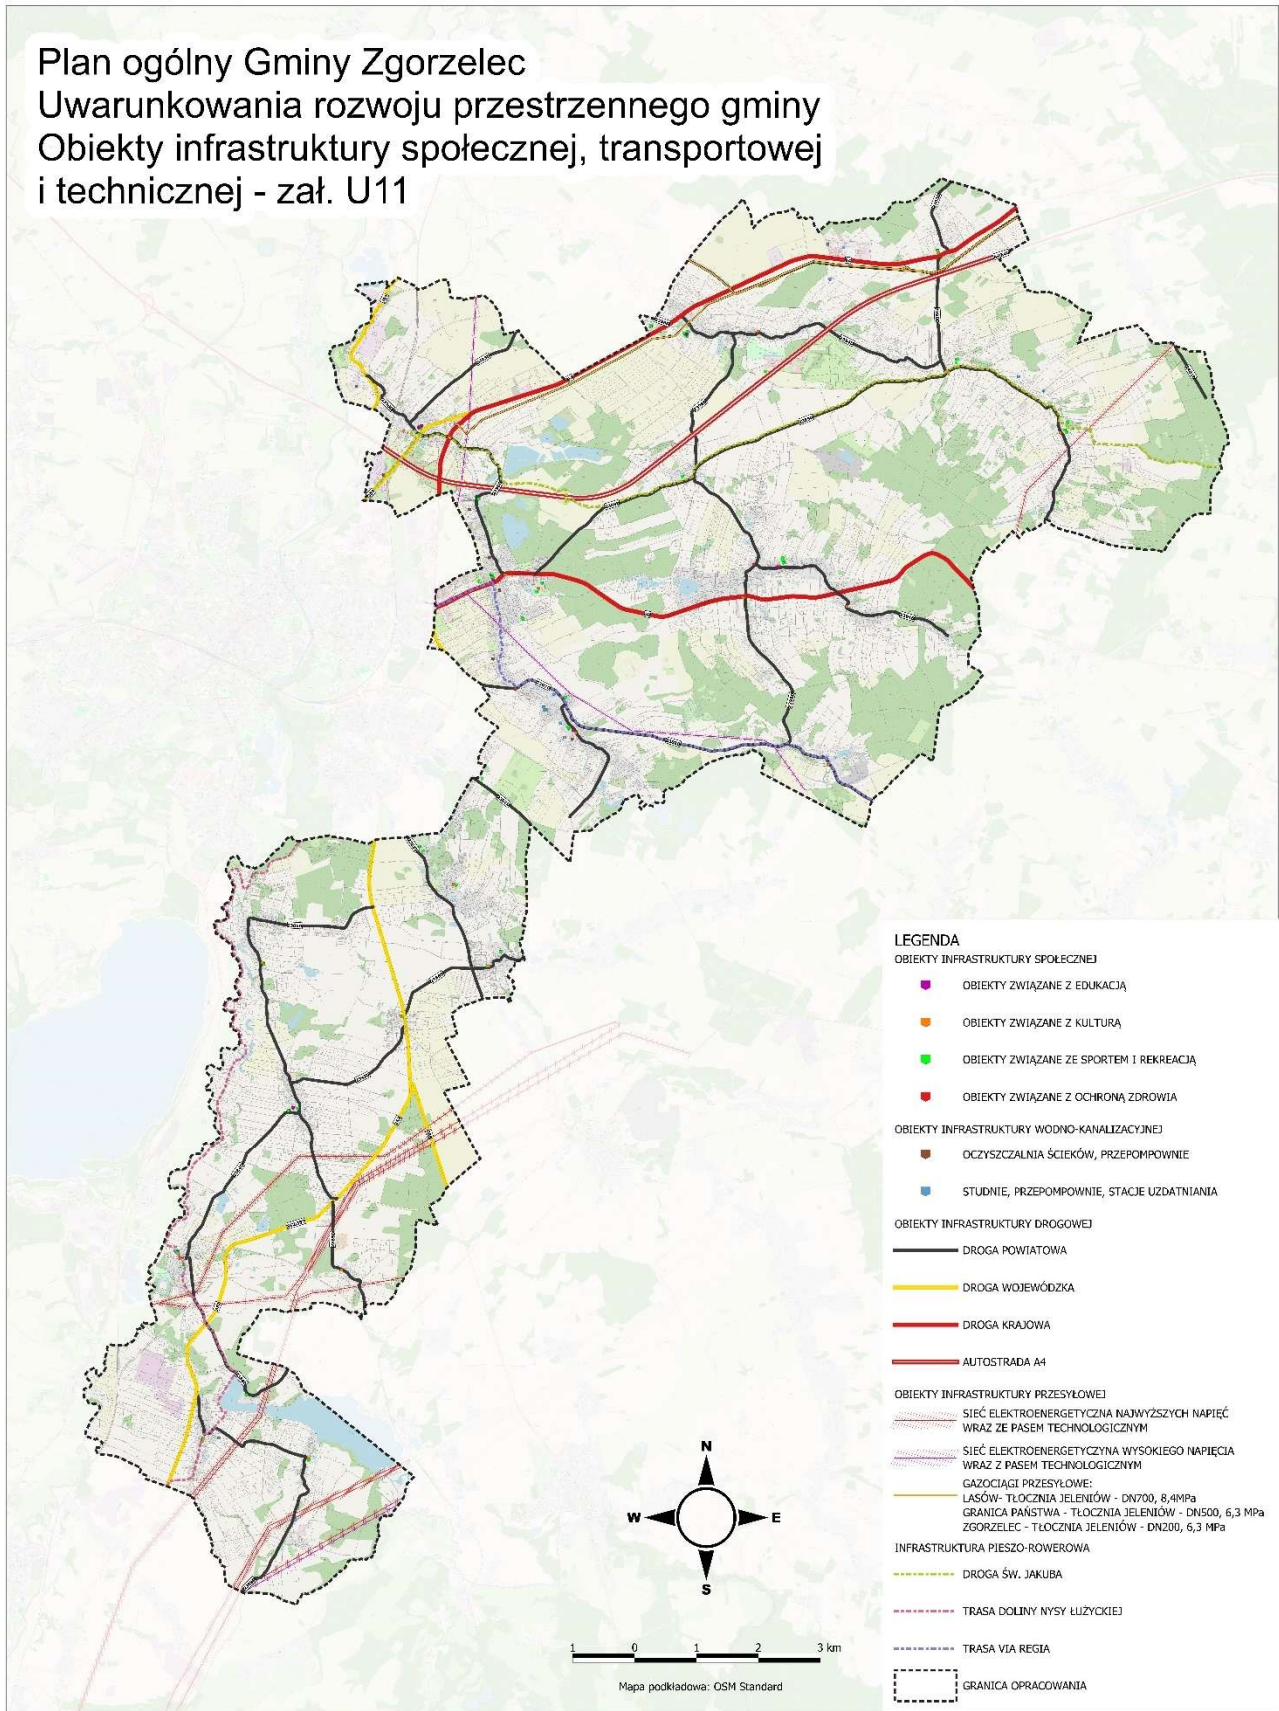 Plan ogólny Gminy Zgorzelec
Uwarunkowania rozwoju przestrzennego gminy
Obiekty infrastruktury społecznej, transportowej
i technicznej - zał. U11
LEGENDA
OBIEKTY INFRASTRUKTURY SPOŁECZNEJ
OBIEKTY ZWIĄZANE Z EDUKACJĄ
OBIEKTY ZWIĄZANE Z KULTURĄ
OBIEKTY ZWIĄZANE ZE SPORTEM I REKREACJĄ
OBIEKTY ZWIĄZANE Z OCHRONĄ ZDROWIA
OBIEKTY INFRASTRUKTURY WODNO-KANALIZACYJNEJ
OCZYSZCZALNIA ŚCIEKÓW, PRZEPOMPOWNIE
STUDNIE, PRZEPOMPOWNIE, STACJE UZDATNIANIA
OBIEKTY INFRASTRUKTURY DROGOWEJ
DROGA POWIATOWA
DROGA WOJEWÓDZKA
DROGA KRAJOWA
AUTOSTRADA A4
OBIEKTY INFRASTRUKTURY PRZESYŁOWEJ
SIEĆ ELEKTROENERGETYCZNA NAJWYŻSZYCH NAPIĘĆ
WRAZ ZE PASEM TECHNOLOGICZNYM
SIEĆ ELEKTROENERGETYCZYNA WYSOKIEGO NAPIĘCIA
WRAZ Z PASEM TECHNOLOGICZNYM
GAZOCIĄGI PRZESYŁOWE:
LASÓW- TŁOCZNIA JELENIÓW - DN700, 8,4MPa
GRANICA PAŃSTWA - TŁOCZNIA JELENIÓW - DN500, 6,3 MPa
ZGORZELEC - TŁOCZNIA JELENIÓW - DN200, 6,3 MPa
INFRASTRUKTURA PIESZO-ROWEROWA
DROGA ŚW. JAKUBA
TRASA DOLINY NYSY ŁUŻYCKIEJ
TRASA VIA REGIA
GRANICA OPRACOWANIA
N
W E
S
1 0 1 2 3 km
Mapa podkładowa: OSM Standard